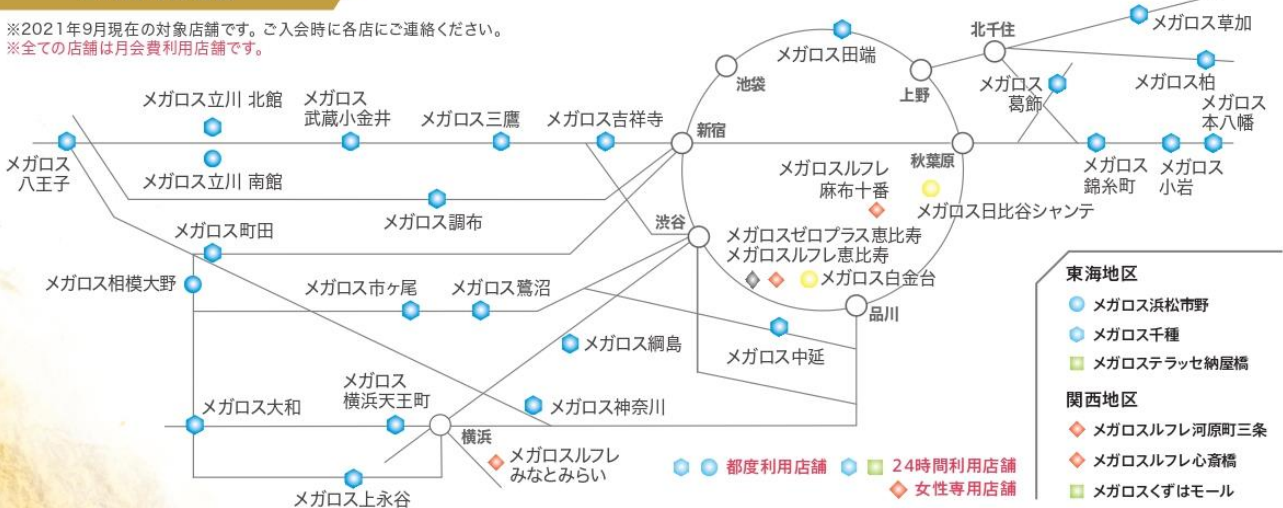 ※2021年9月現在の対象店舗です。ご入会時に各店にご連絡ください。
※全ての店舗は月会費利用店舗です。
北千住
メガロス草加
メガロス田端
池袋
上野
メガロス
葛飾
メガロス柏
メガロス
本八幡
メガロス立川 北館
メガロス
武蔵小金井
メガロス三鷹
メガロス吉祥寺
新宿
秋葉原
メガロス
八王子
メガロス立川 南館
メガロス
錦糸町
メガロス
小岩
メガロスルフレ
麻布十番
メガロス日比谷シャンテ
メガロス調布
渋谷
メガロス町田
メガロスゼロプラス恵比寿
メガロスルフレ恵比寿
メガロス白金台
メガロス相模大野
メガロス市ヶ尾
メガロス鷺沼
品川
メガロス綱島
メガロス中延
メガロス
横浜天王町
メガロス大和
メガロス神奈川
横浜
メガロスルフレ
みなとみらい
メガロス上永谷
都度利用店舗
24時間利用店舗
女性専用店舗
東海地区
メガロス浜松市野
メガロス千種
メガロステラッセ納屋橋
関西地区
メガロスルフレ河原町三条
メガロスルフレ心斎橋
メガロスくずはモール